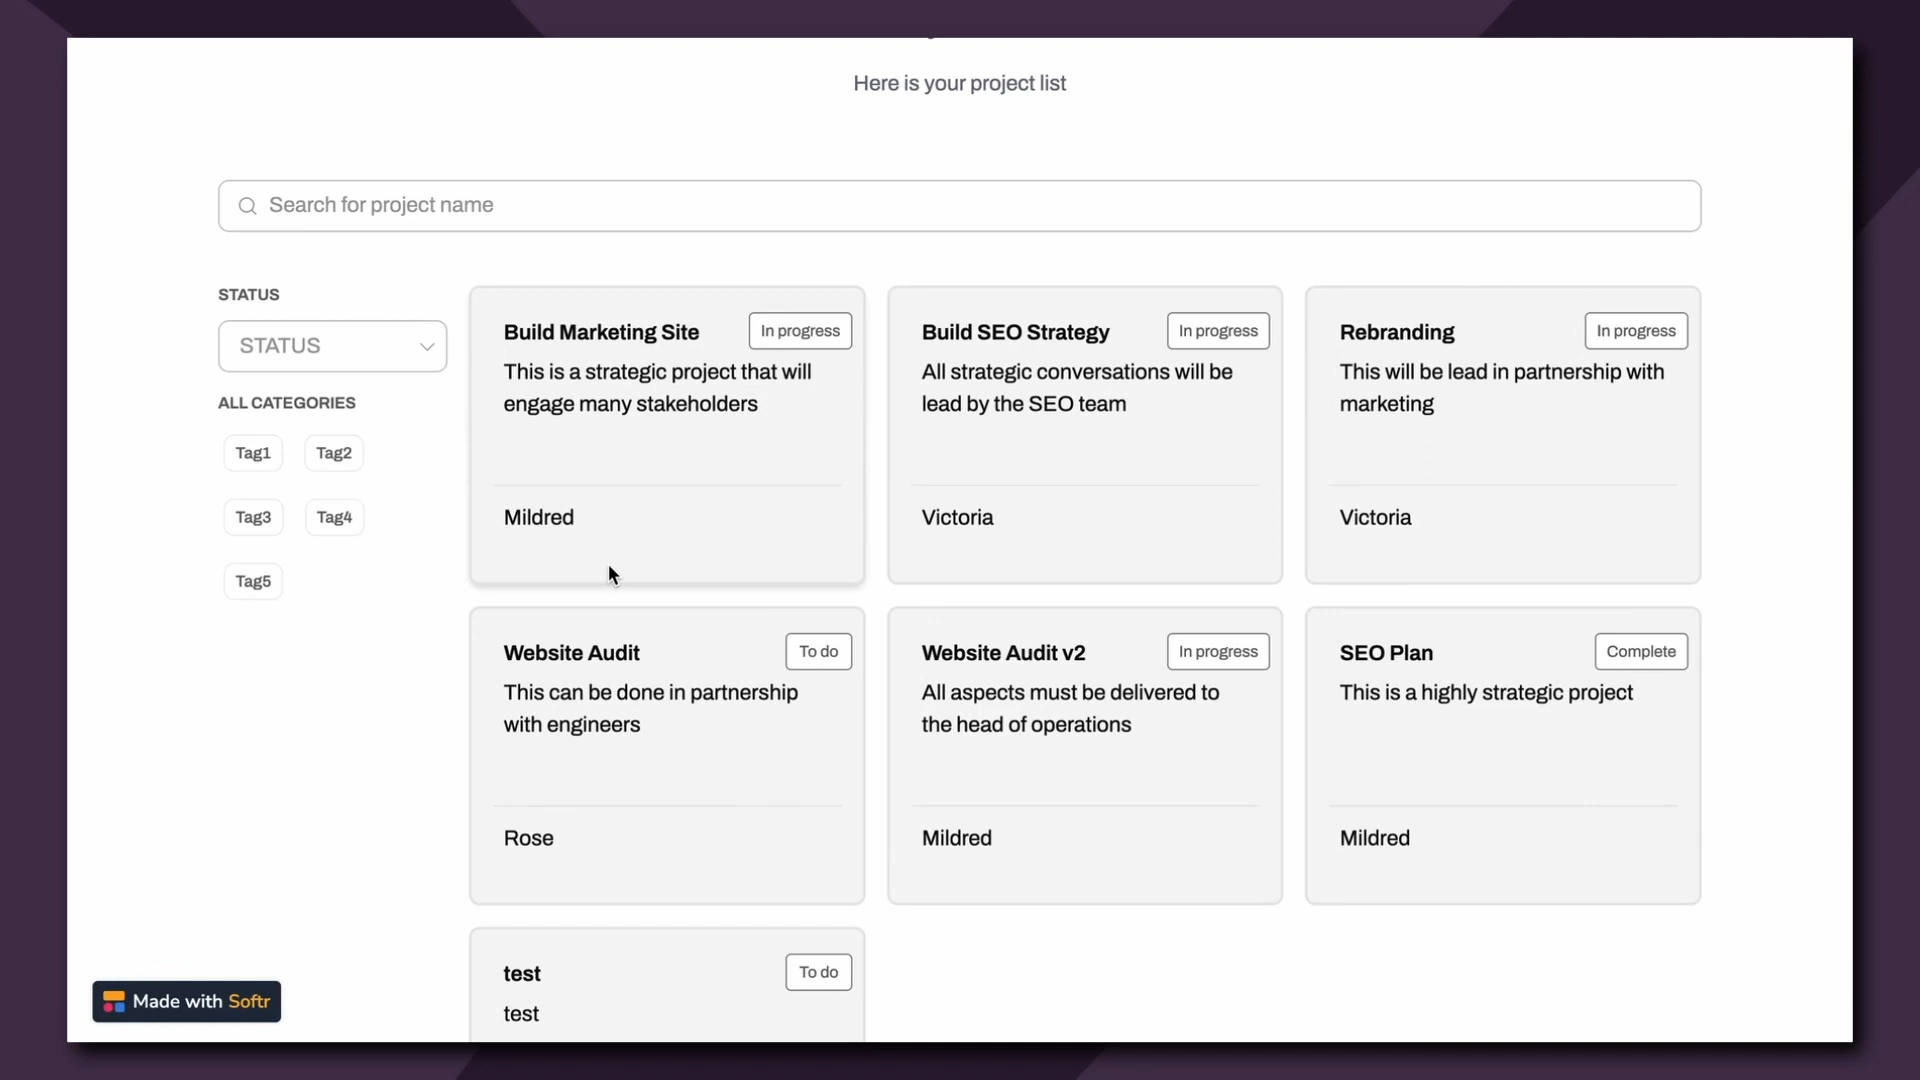 Here is your project list
Search for project name
STATUS
STATUS
ALL CATEGORIES
Tag1 Tag2
Tag3 Tag4
Tag5
Build Marketing Site In progress
This is a strategic project that will
engage many stakeholders
Mildred
Build SEO Strategy In progress
All strategic conversations will be
lead by the SEO team
Victoria
Rebranding In progress
This will be lead in partnership with
marketing
Victoria
Website Audit To do
This can be done in partnership
with engineers
Rose
Website Audit v2 In progress
All aspects must be delivered to
the head of operations
Mildred
SEO Plan Complete
This is a highly strategic project
Mildred
test To do
test
Made with Softr